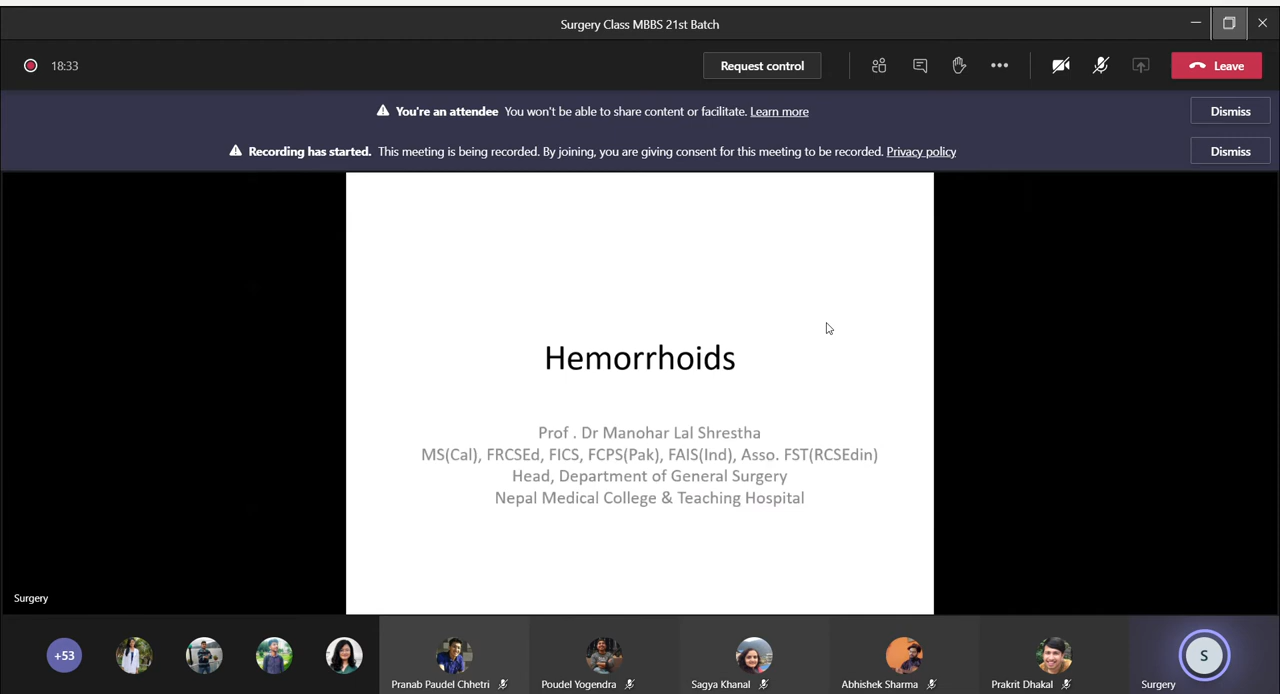 Surgery Class MBBS 21st Batch
18:33
Request control
Leave
You're an attendee You won't be able to share content or facilitate. Learn more
Dismiss
Recording has started. This meeting is being recorded. By joining, you are giving consent for this meeting to be recorded. Privacy policy
Dismiss
Hemorrhoids
Prof . Dr Manohar Lal Shrestha
MS(Cal), FRCSEd, FICS, FCPS(Pak), FAIS(Ind), Asso. FST(RCSEdin)
Head, Department of General Surgery
Nepal Medical College & Teaching Hospital
Surgery
+53
S
Pranab Paudel Chhetri
Poudel Yogendra
Sagya Khanal
Abhishek Sharma
Prakrit Dhakal
Surgery